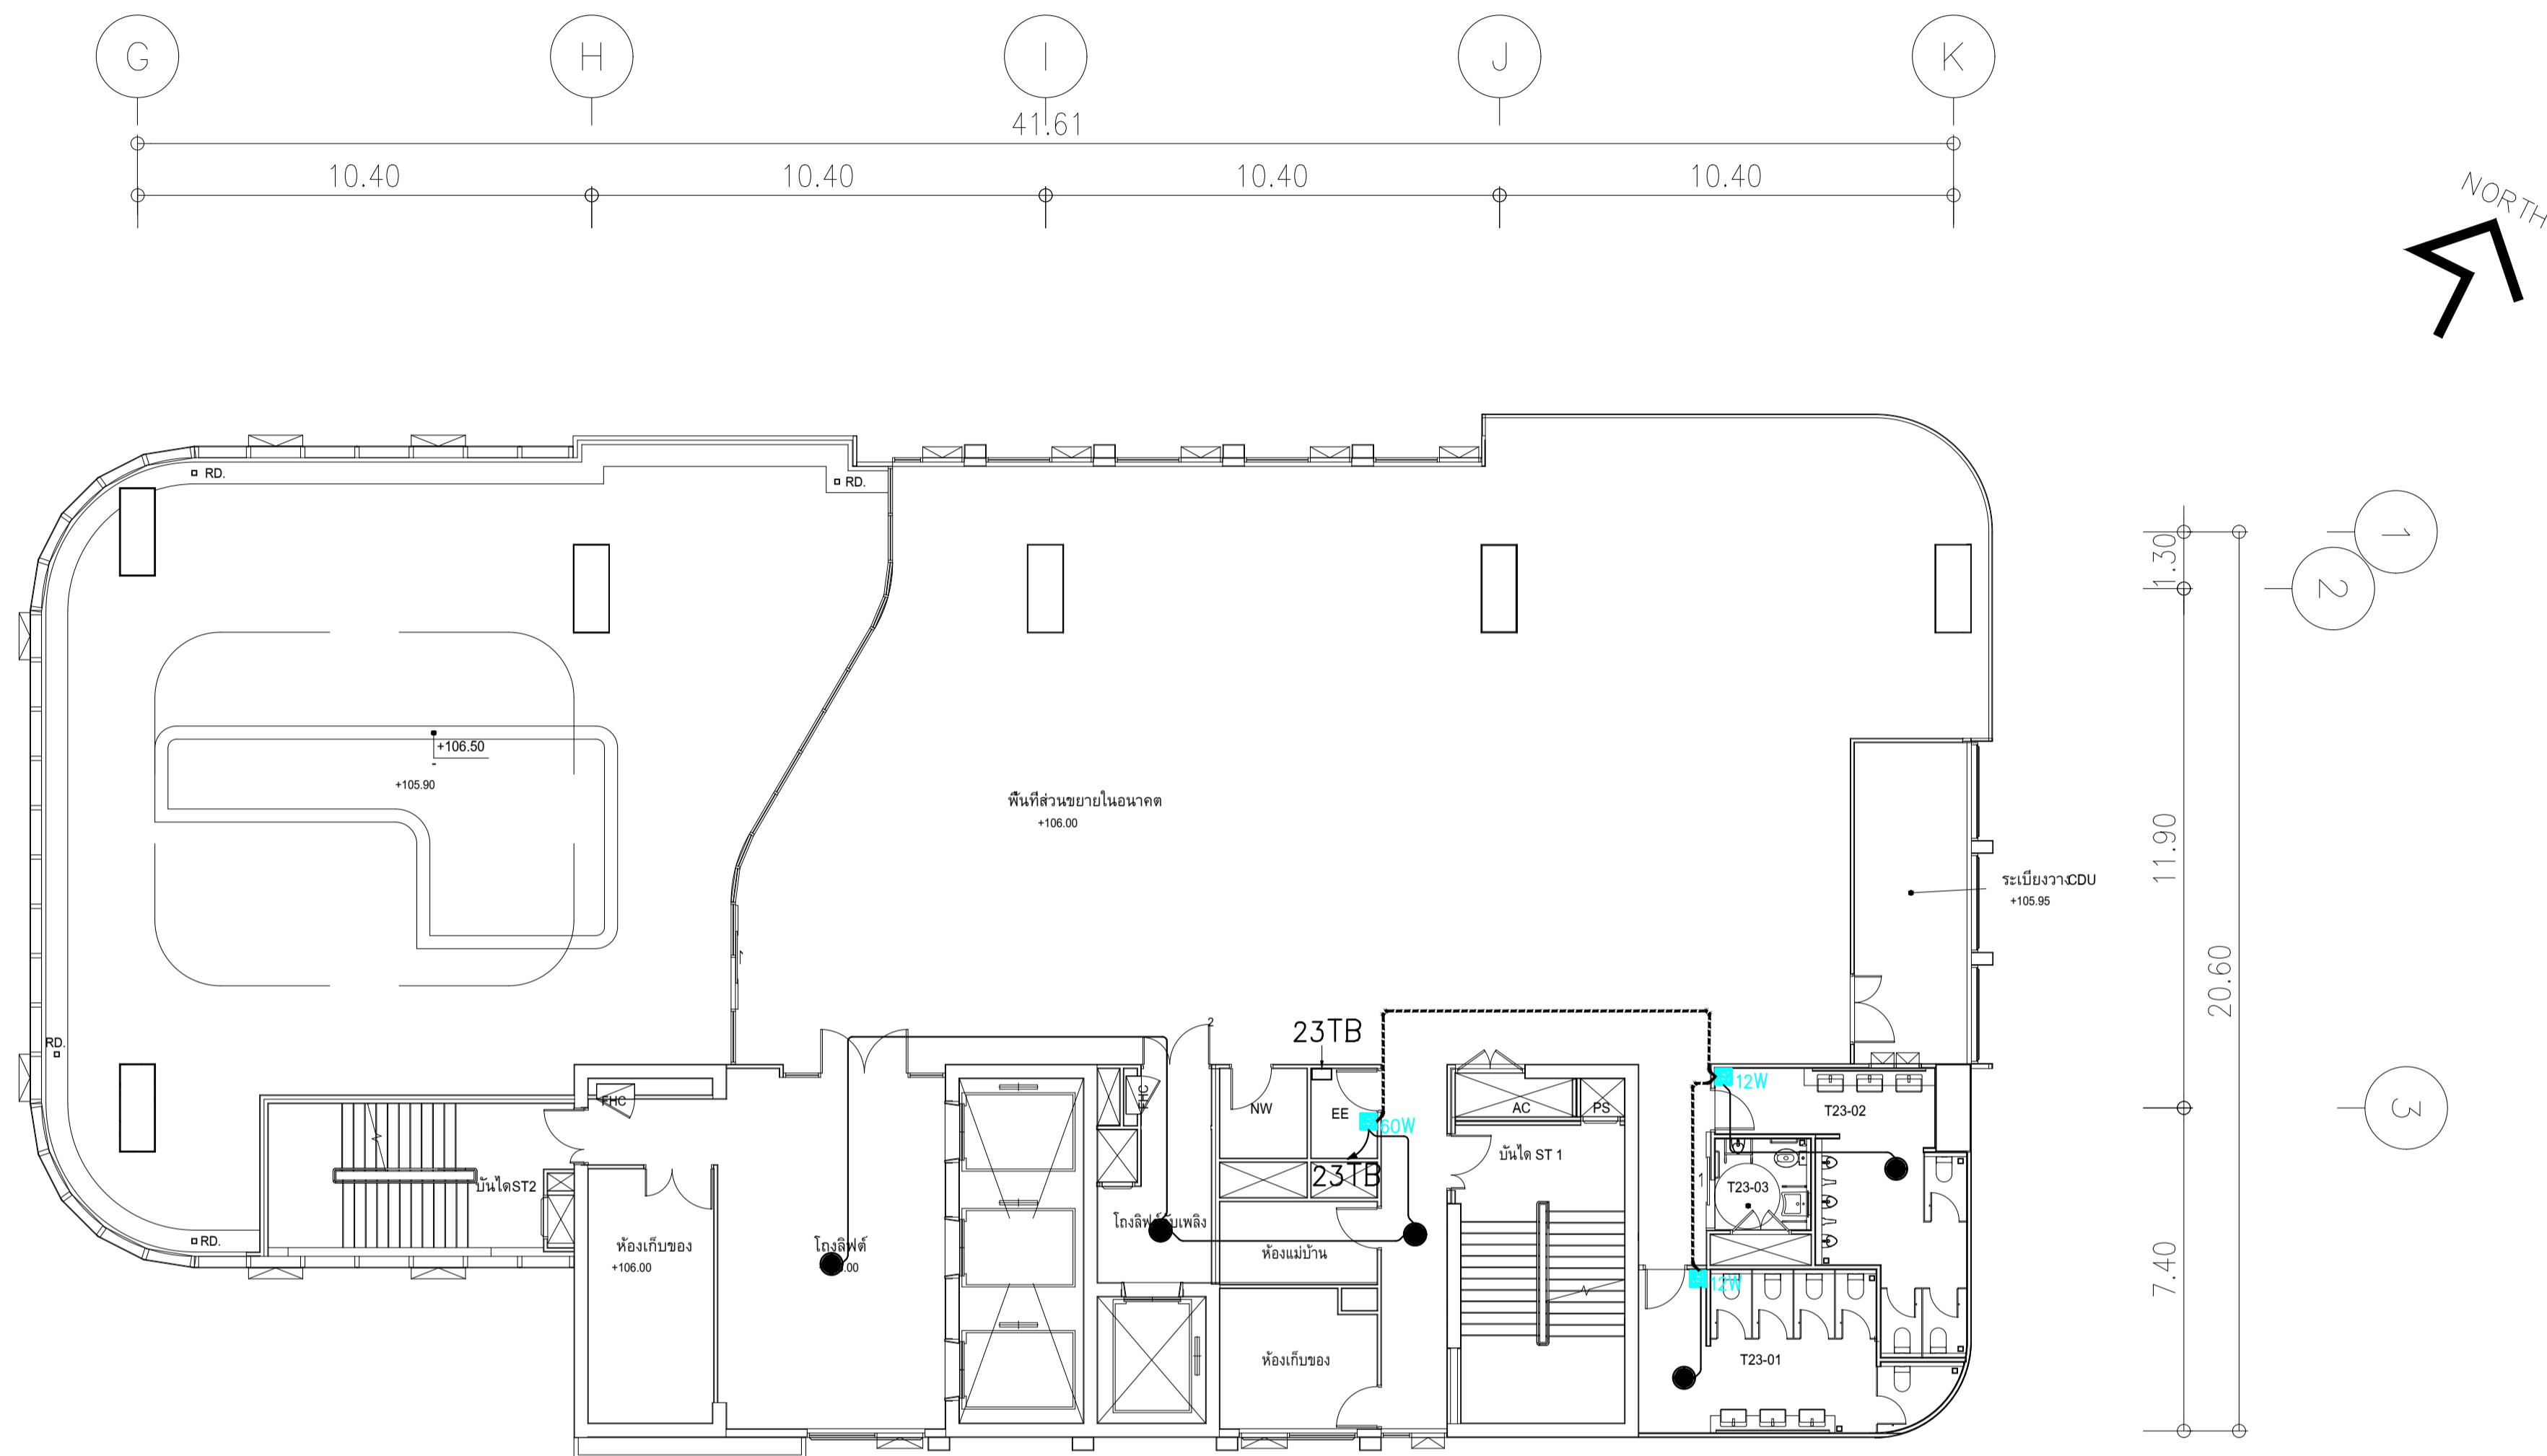 G H I J K
41.61
10.40 10.40 10.40 10.40
NORTH
1
2
3
1.30
11.90
20.60
7.40
RD.
RD.
+106.50
+105.90
พื้นที่ส่วนขยายในอนาคต
+106.00
ระเบียงวางCDU
+105.95
RD.
2
23TB
1
FHC
FHC
NW
EE
60W
AC
PS
12W
T23-02
บันได ST 1
23TB
บันไดST2
T23-03
1
RD.
ห้องเก็บของ
+106.00
โถงลิฟต์
.00
ห้องแม่บ้าน
12W
ห้องเก็บของ
T23-01